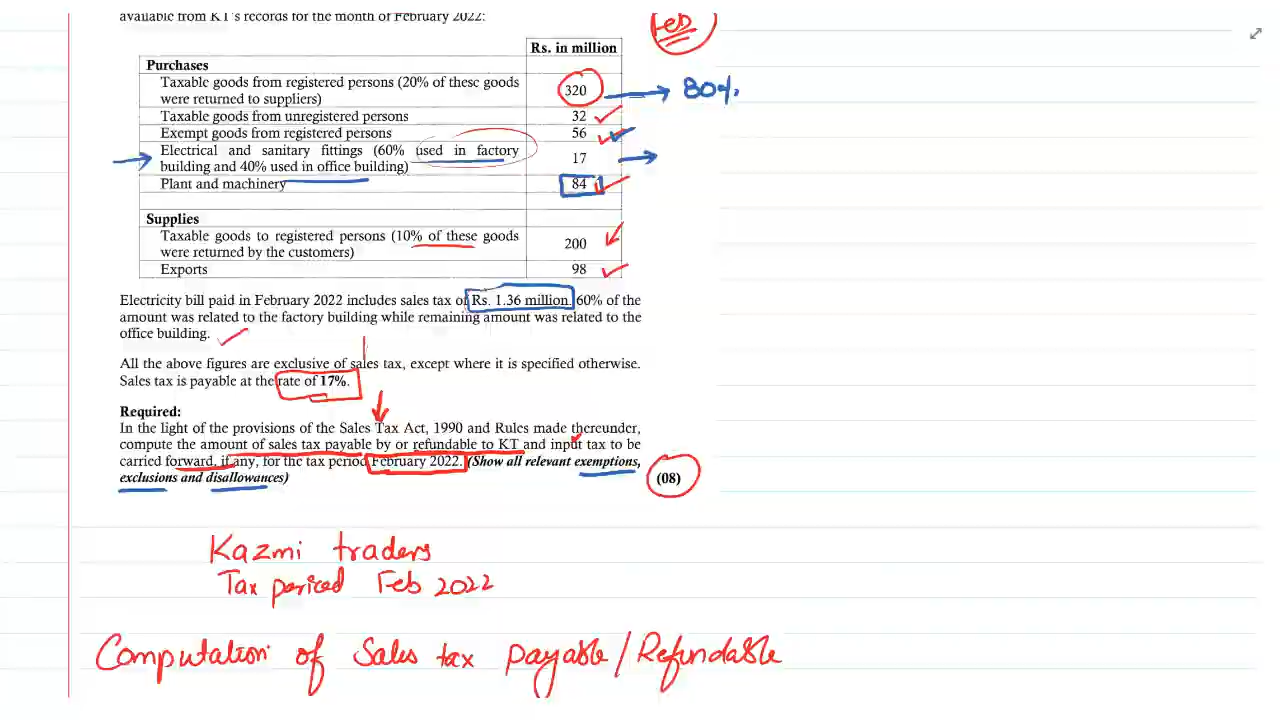 available from KT's records for the month of February 2022:
Feb
Rs. in million
Purchases
Taxable goods from registered persons (20% of these goods were returned to suppliers) 320 80%
Taxable goods from unregistered persons 32
Exempt goods from registered persons 56
Electrical and sanitary fittings (60% used in factory building and 40% used in office building) 17
Plant and machinery 84
Supplies
Taxable goods to registered persons (10% of these goods were returned by the customers) 200
Exports 98
Electricity bill paid in February 2022 includes sales tax of Rs. 1.36 million. 60% of the
amount was related to the factory building while remaining amount was related to the
office building.
All the above figures are exclusive of sales tax, except where it is specified otherwise.
Sales tax is payable at the rate of 17%.
Required:
In the light of the provisions of the Sales Tax Act, 1990 and Rules made thereunder,
compute the amount of sales tax payable by or refundable to KT and input tax to be
carried forward, if any, for the tax period February 2022. (Show all relevant exemptions,
exclusions and disallowances) (08)
Kazmi traders
Tax periced Feb 2022
Computation of Sales tax payable/Refundable